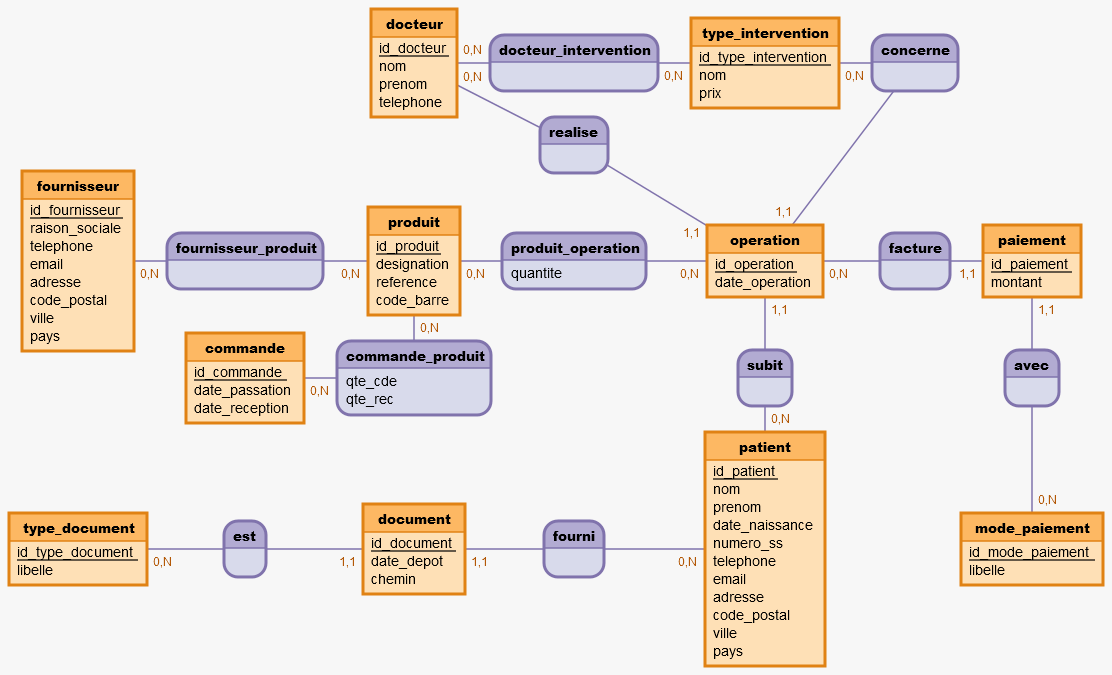 docteur
id_docteur
nom
prenom
telephone
0,N
0,N
docteur_intervention
0,N
type_intervention
id_type_intervention
nom
prix
0,N
concerne
realise
1,1
1,1
fournisseur
id_fournisseur
raison_sociale
telephone
email
adresse
code_postal
ville
pays
0,N
fournisseur_produit
0,N
produit
id_produit
designation
reference
code_barre
0,N
0,N
produit_operation
quantite
0,N
operation
id_operation
date_operation
0,N
1,1
facture
1,1
paiement
id_paiement
montant
1,1
commande
id_commande
date_passation
date_reception
0,N
commande_produit
qte_cde
qte_rec
subit
0,N
avec
0,N
type_document
id_type_document
libelle
0,N
est
1,1
document
id_document
date_depot
chemin
1,1
fourni
0,N
patient
id_patient
nom
prenom
date_naissance
numero_ss
telephone
email
adresse
code_postal
ville
pays
mode_paiement
id_mode_paiement
libelle